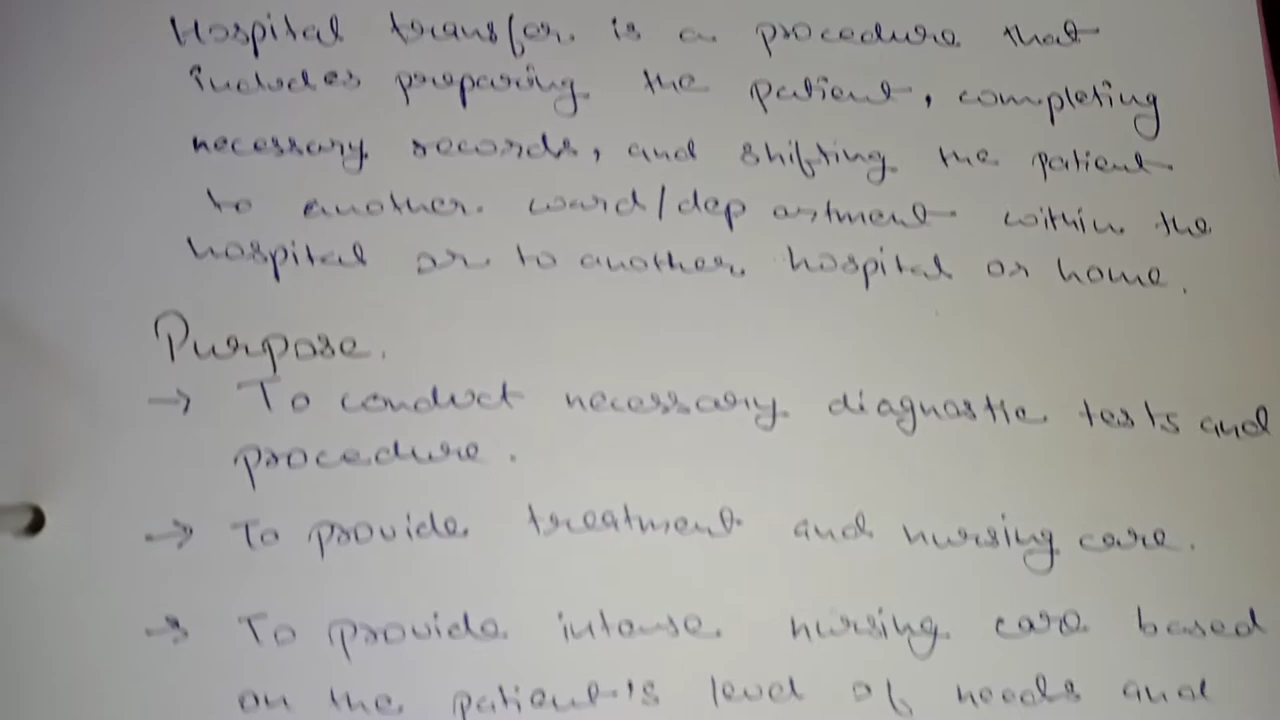 Hospital transfer is a procedure that
includes preparing the patient, completing
necessary records, and shifting the patient
to another ward/department within the
hospital or to another hospital or home.
Purpose.
→ To conduct necessary diagnostic tests and
procedure.
→ To provide treatment and nursing care.
→ To provide intense nursing care based
on the patient's level of needs and